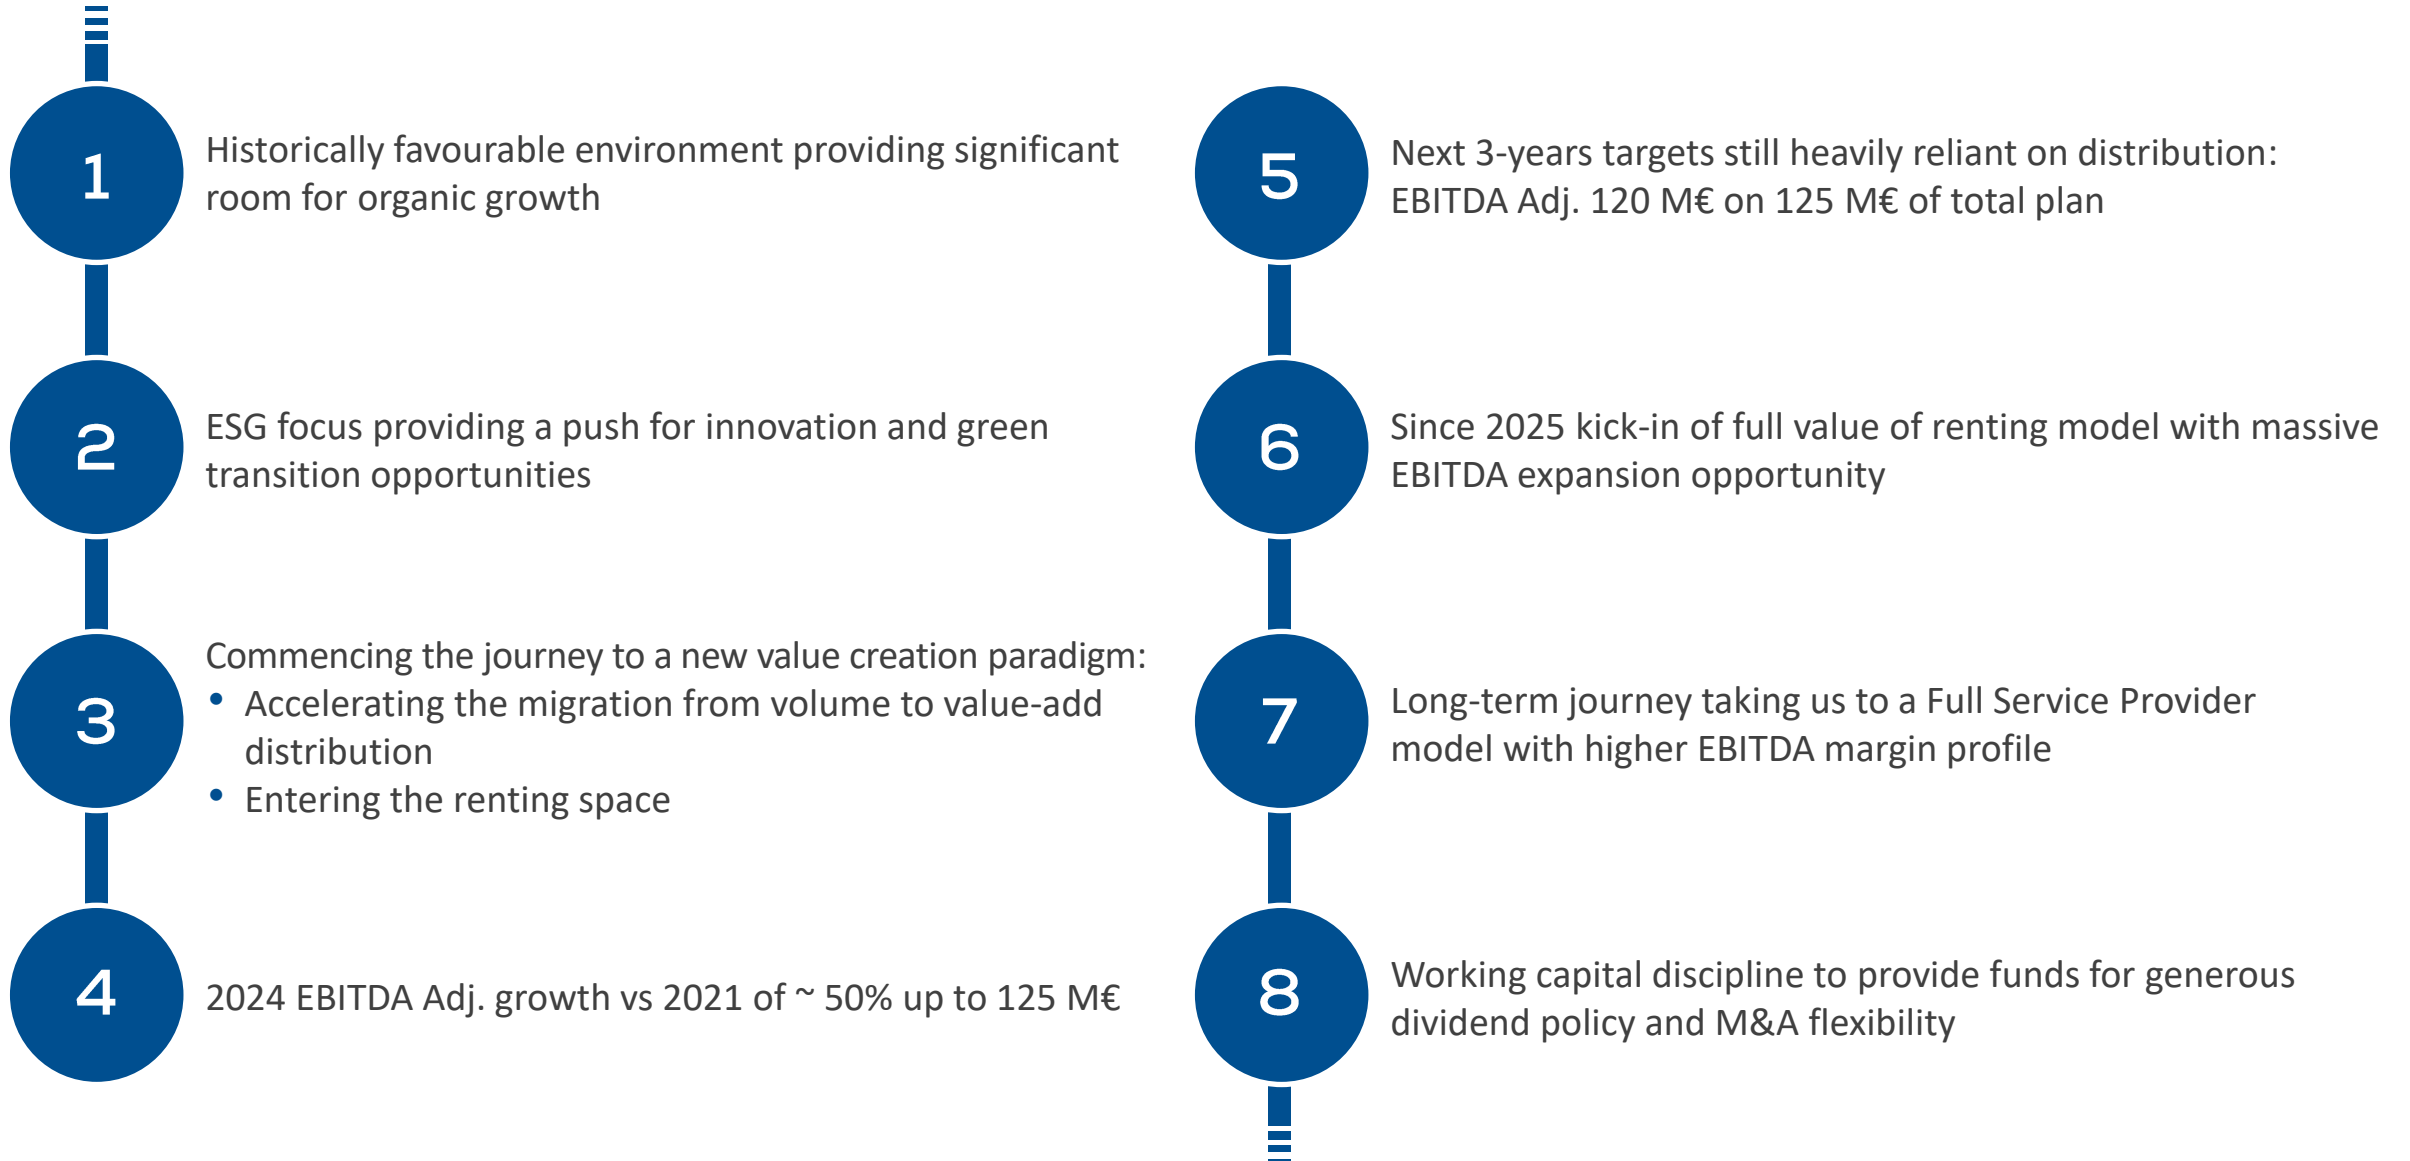 1
Historically favourable environment providing significant
room for organic growth
2
ESG focus providing a push for innovation and green
transition opportunities
3
Commencing the journey to a new value creation paradigm:
• Accelerating the migration from volume to value-add
distribution
• Entering the renting space
4
2024 EBITDA Adj. growth vs 2021 of ~ 50% up to 125 M€
5
Next 3-years targets still heavily reliant on distribution:
EBITDA Adj. 120 M€ on 125 M€ of total plan
6
Since 2025 kick-in of full value of renting model with massive
EBITDA expansion opportunity
7
Long-term journey taking us to a Full Service Provider
model with higher EBITDA margin profile
8
Working capital discipline to provide funds for generous
dividend policy and M&A flexibility